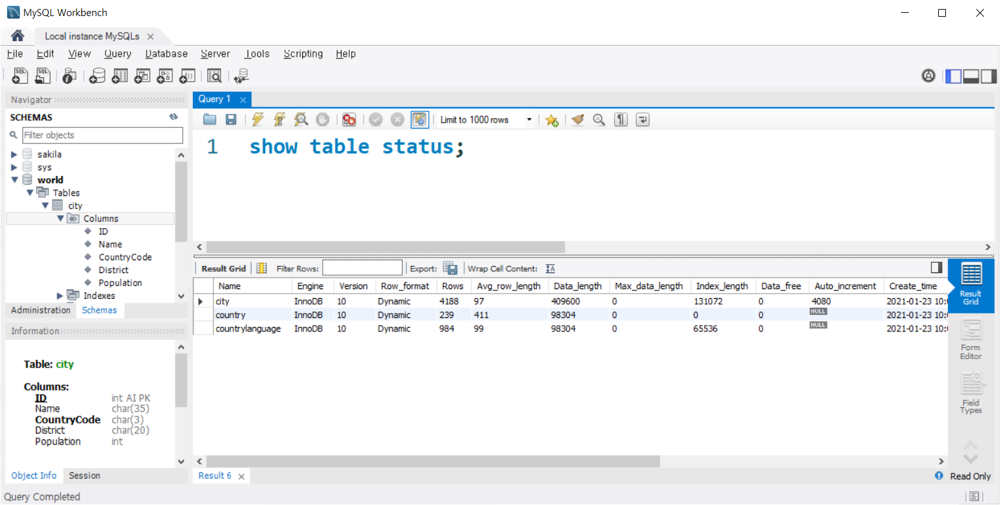 MySQL Workbench
Local instance MySQLs
File Edit View Query Database Server Tools Scripting Help
Navigator
SCHEMAS
Filter objects
sakila
sys
world
Tables
city
Columns
ID
Name
CountryCode
District
Population
Indexes
Administration Schemas
Information
Table: city
Columns:
ID int AI PK
Name char(35)
CountryCode char(3)
District char(20)
Population int
Object Info Session
Query 1
Limit to 1000 rows
1 show table status;
Result Grid Filter Rows: Export: Wrap Cell Content:
Name Engine Version Row_format Rows Avg_row_length Data_length Max_data_length Index_length Data_free Auto_increment Create_time
city InnoDB 10 Dynamic 4188 97 409600 0 131072 0 4080 2021-01-23 10:
country InnoDB 10 Dynamic 239 411 98304 0 0 0 NULL 2021-01-23 10:
countrylanguage InnoDB 10 Dynamic 984 99 98304 0 65536 0 NULL 2021-01-23 10:
Result
Grid
Form
Editor
Field
Types
Result 6
Read Only
Query Completed